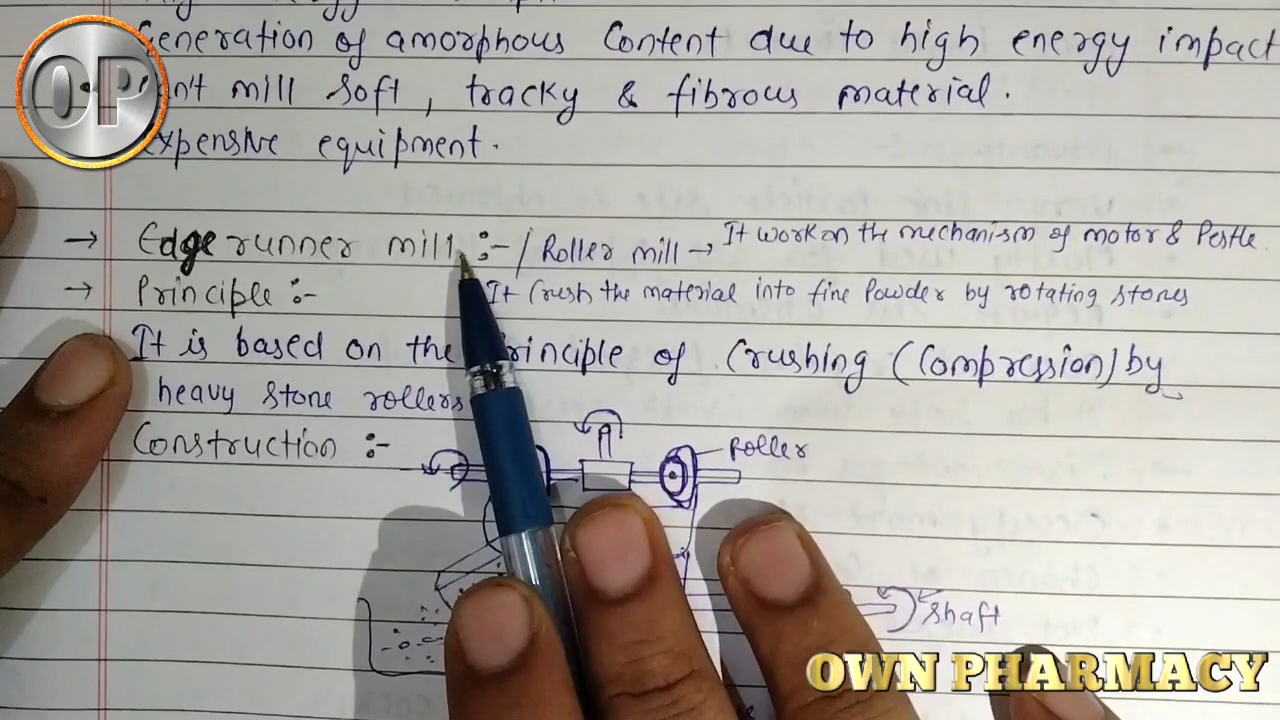 Generation of amorphous content due to high energy impact
OP
mill soft, tracky & fibrous material.
expensive equipment.
→ Edge runner mill :- / Roller mill → It work on the mechanism of motor & Pestle.
→ Principle :- It Crush the material into fine Powder by rotating stones
It is based on the principle of Crushing (Compression) by
heavy stone rollers
Construction :-
Roller
shaft
OWN PHARMACY